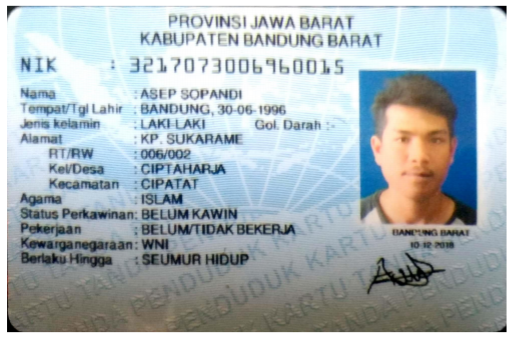 PROVINSI JAWA BARAT
KABUPATEN BANDUNG BARAT
NIK : 3217073006960015
Nama : ASEP SOPANDI
Tempat/Tgl Lahir : BANDUNG, 30-06-1996
Jenis kelamin : LAKI-LAKI Gol. Darah :-
Alamat : KP. SUKARAME
RT/RW : 006/002
Kel/Desa : CIPTAHARJA
Kecamatan : CIPATAT
Agama : ISLAM
Status Perkawinan: BELUM KAWIN
Pekerjaan : BELUM/TIDAK BEKERJA
Kewarganegaraan: WNI
Berlaku Hingga : SEUMUR HIDUP
BANDUNG BARAT
10-12-2018
KARTU TANDA PENDUDUK